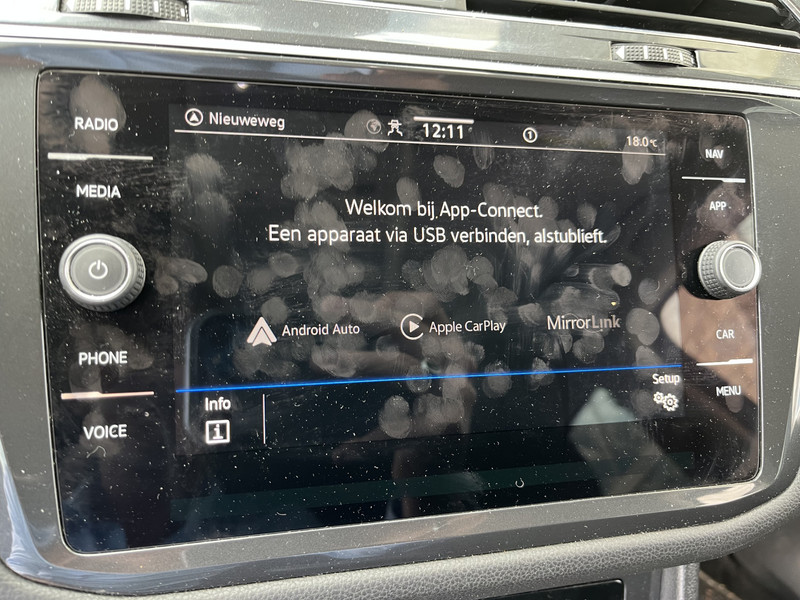 RADIO
MEDIA
PHONE
VOICE
Nieuweweg
12:11
1
18.0°C
Welkom bij App-Connect.
Een apparaat via USB verbinden, alstublieft.
Android Auto
Apple CarPlay
MirrorLink
Info
i
Setup
NAV
APP
CAR
MENU